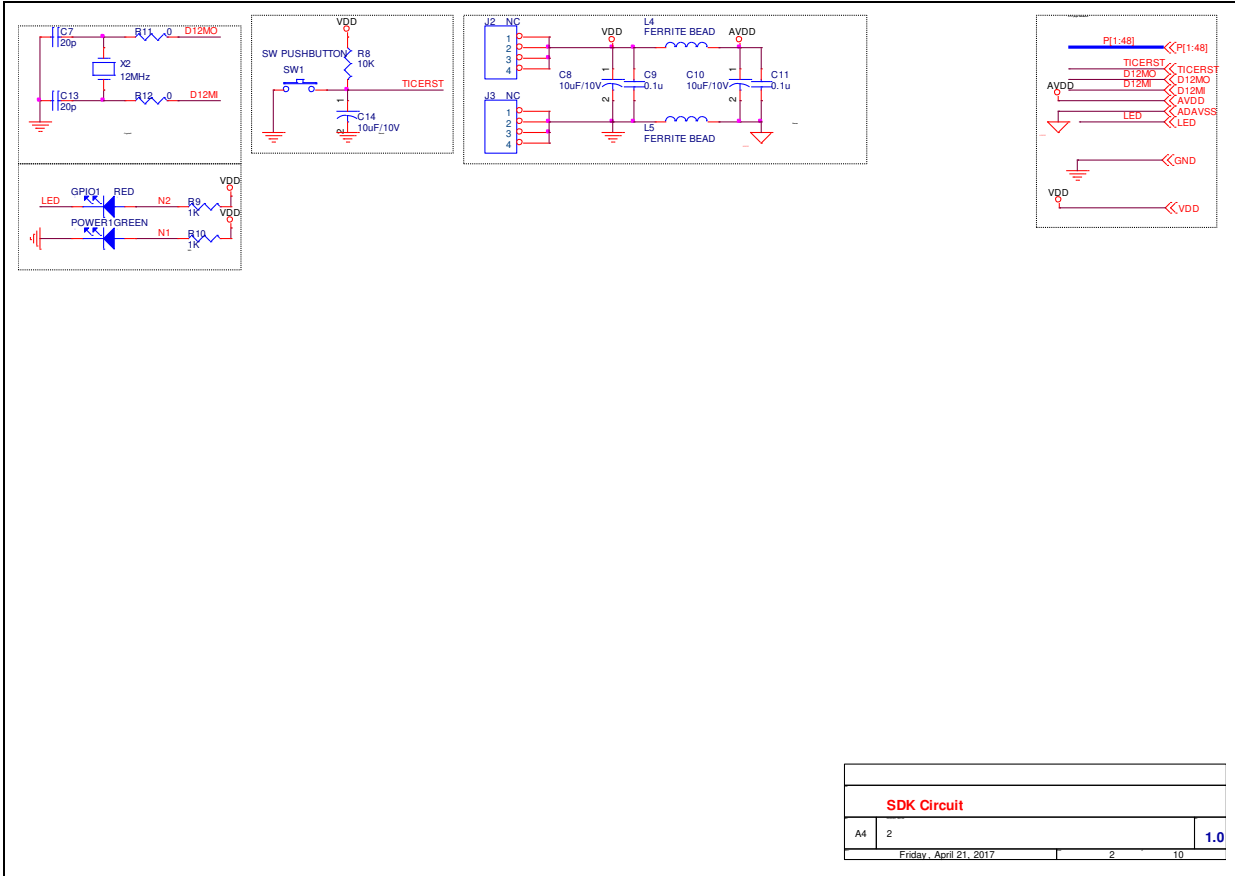 C7
20p
R11 0 D12MO
X2
12MHz
C13
20p
R12 0 D12MI
LED GPIO1 RED N2 R9
1K
VDD
POWER1GREEN N1 R10
1K
VDD
VDD
SW PUSHBUTTON
SW1
R8
10K
TICERST
1
2
C14
10uF/10V
J2 NC
1
2
3
4
J3 NC
1
2
3
4
VDD
L4
FERRITE BEAD
AVDD
C8
10uF/10V
1
2
C9
0.1u
C10
10uF/10V
1
2
C11
0.1u
L5
FERRITE BEAD
P[1:48] P[1:48]
TICERST TICERST
D12MO D12MO
D12MI D12MI
AVDD AVDD
ADAVSS
LED LED
GND
VDD VDD
SDK Circuit
A4 2 1.0
Friday, April 21, 2017 2 10